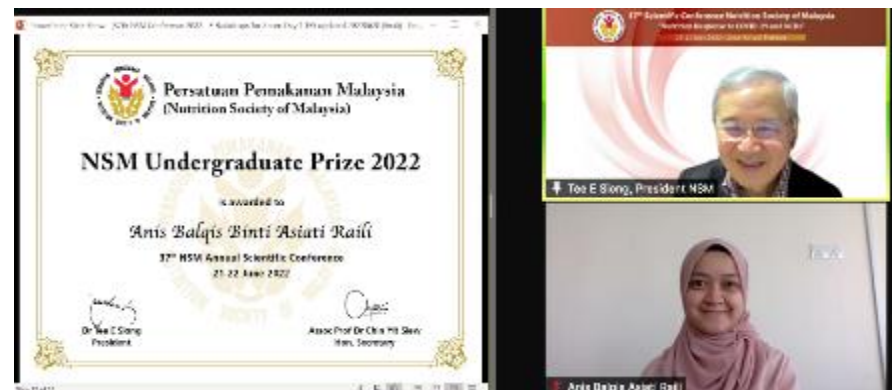 Persatuan Pemakanan Malaysia
(Nutrition Society of Malaysia)
NSM Undergraduate Prize 2022
is awarded to
Anis Balqis Binti Asiati Raili
37th NSM Annual Scientific Conference
21-22 June 2022
Dr Tee E Siong
President
Assoc Prof Dr Chin Yit Siew
Hon. Secretary
37th Scientific Conference Nutrition Society of Malaysia
Tee E Siong, President NSM
Anis Balqis Asiati Raili